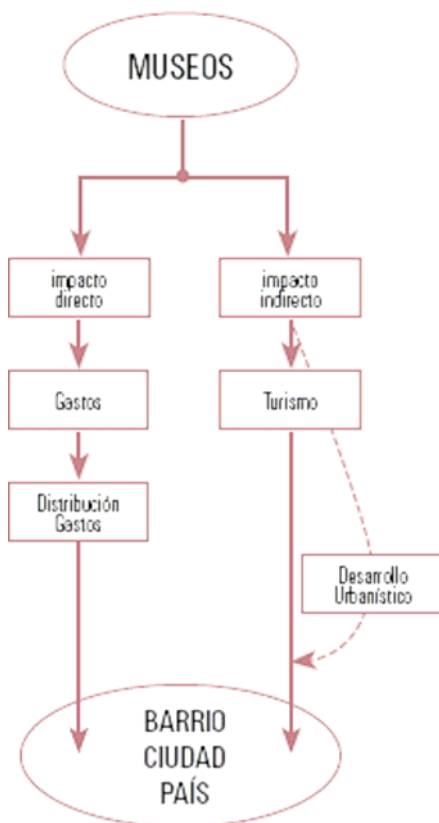 MUSEOS
impacto
directo
impacto
indirecto
Gastos
Turismo
Distribución
Gastos
Desarrollo
Urbanístico
BARRIO
CIUDAD
PAÍS